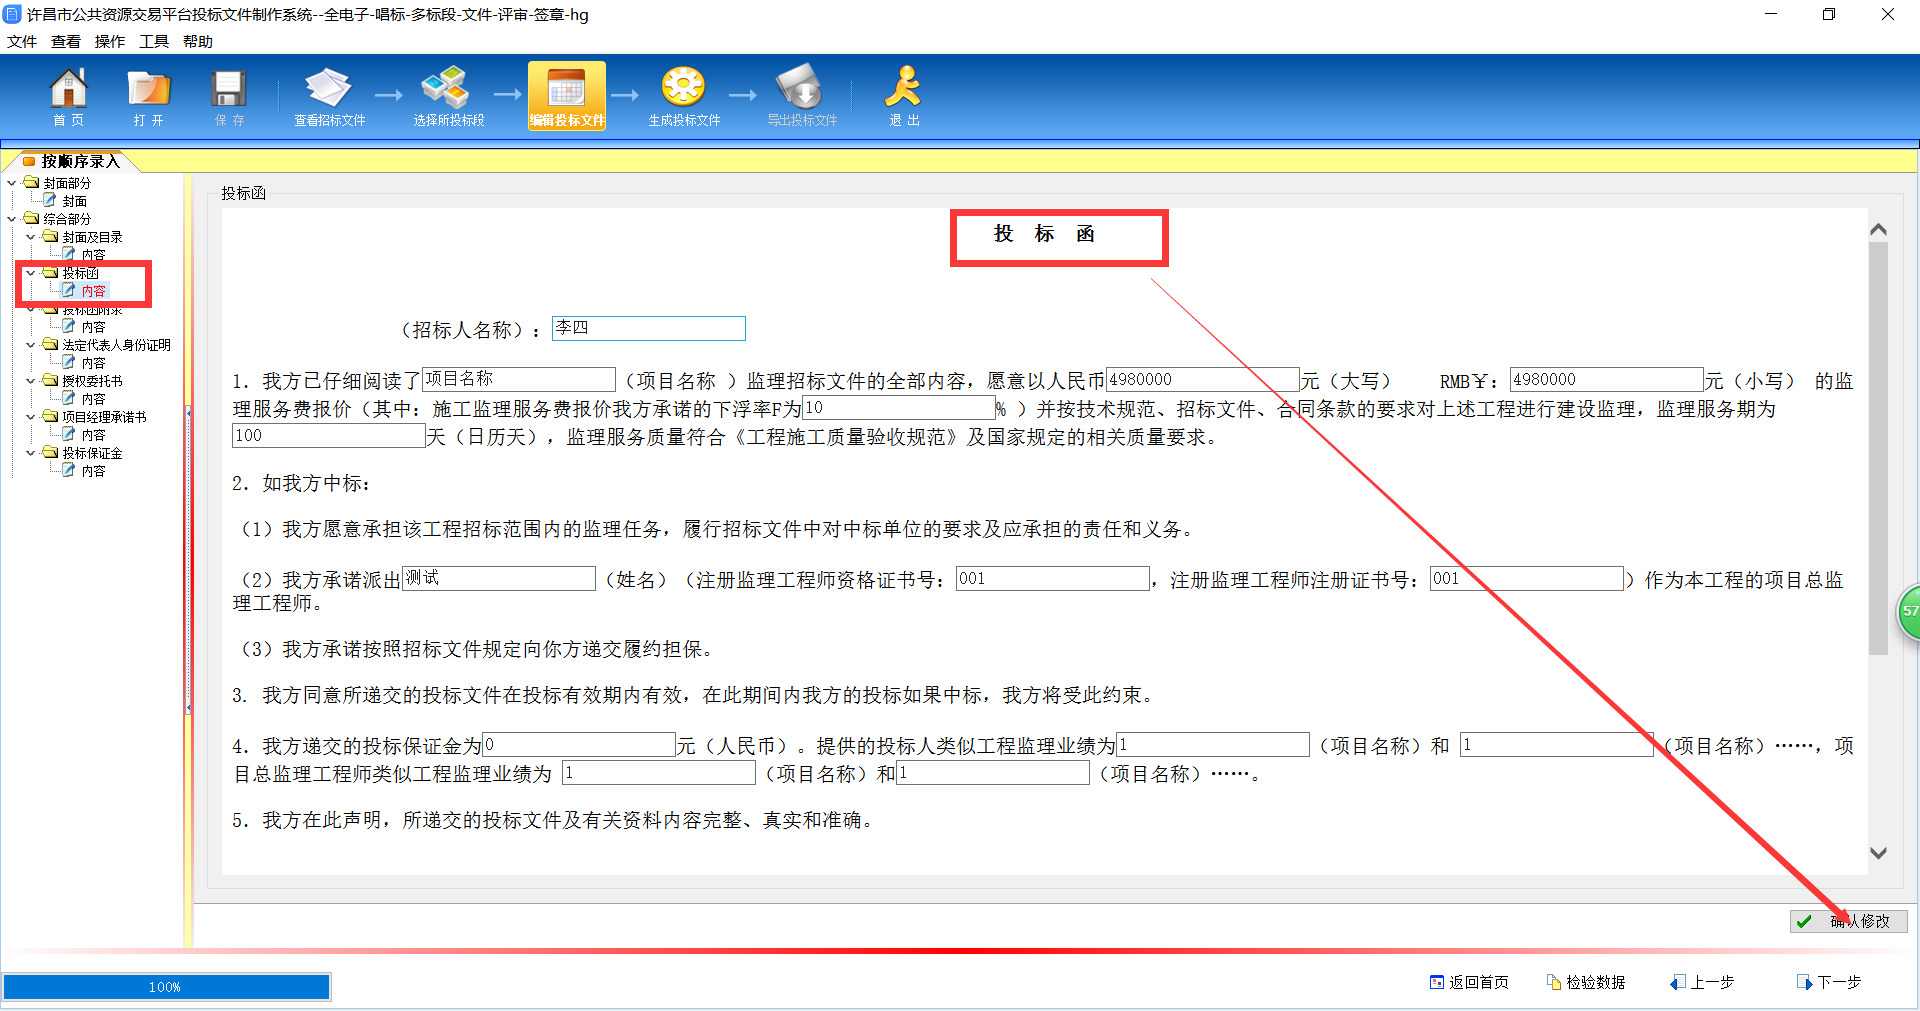 许昌市公共资源交易平台投标文件制作系统--全电子-唱标-多标段-文件-评审-签章-hg
文件 查看 操作 工具 帮助
首 页 打 开 保 存 查看招标文件 选择所投标段 编辑投标文件 生成投标文件 导出投标文件 退 出
按顺序录入
封面部分
封面
综合部分
封面及目录
内容
投标函
内容
投标函附录
内容
法定代表人身份证明
内容
授权委托书
内容
项目经理承诺书
内容
投标保证金
内容
投标函
投 标 函
（招标人名称）: 李四
1. 我方已仔细阅读了项目名称（项目名称 ）监理招标文件的全部内容，愿意以人民币4980000元（大写） RMB￥: 4980000元（小写） 的监
理服务费报价（其中: 施工监理服务费报价我方承诺的下浮率F为10% ）并按技术规范、招标文件、合同条款的要求对上述工程进行建设监理，监理服务期为
100天（日历天），监理服务质量符合《工程施工质量验收规范》及国家规定的相关质量要求。
2. 如我方中标:
（1）我方愿意承担该工程招标范围内的监理任务，履行招标文件中对中标单位的要求及应承担的责任和义务。
（2）我方承诺派出测试（姓名）（注册监理工程师资格证书号: 001，注册监理工程师注册证书号: 001）作为本工程的项目总监
理工程师。
（3）我方承诺按照招标文件规定向你方递交履约担保。
3. 我方同意所递交的投标文件在投标有效期内有效，在此期间内我方的投标如果中标，我方将受此约束。
4. 我方递交的投标保证金为0元（人民币）。提供的投标人类似工程监理业绩为1（项目名称）和 1（项目名称）……，项
目总监理工程师类似工程监理业绩为 1（项目名称）和1（项目名称）……。
5. 我方在此声明，所递交的投标文件及有关资料内容完整、真实和准确。
57
确认修改
100%
返回首页 检验数据 上一步 下一步